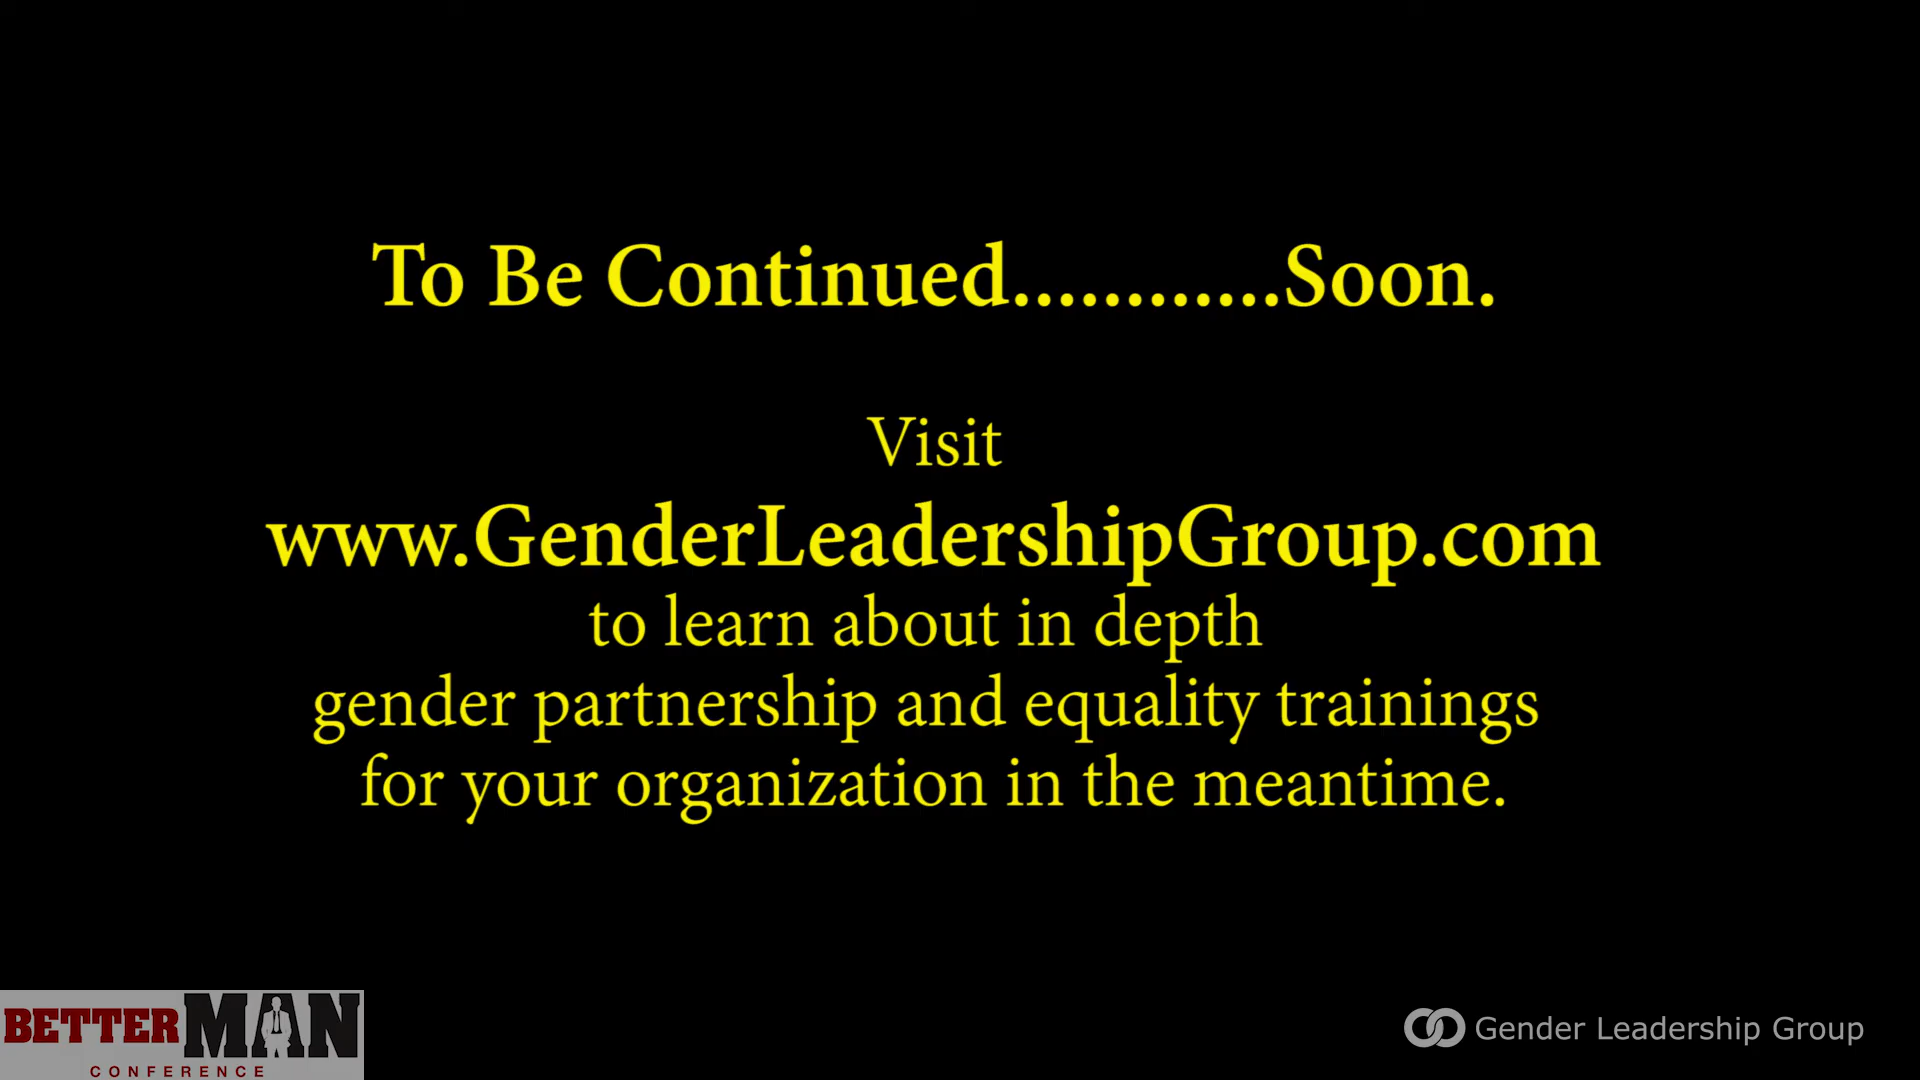 To Be Continued............Soon.
Visit
www.GenderLeadershipGroup.com
to learn about in depth
gender partnership and equality trainings
for your organization in the meantime.
BETTER MAN
CONFERENCE
Gender Leadership Group